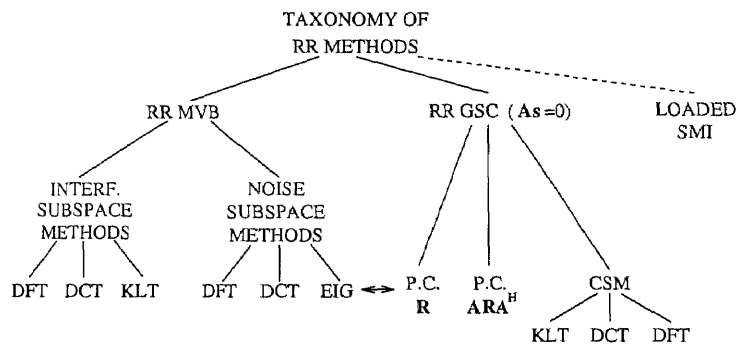 TAXONOMY OF
RR METHODS
RR MVB
RR GSC (As=0)
LOADED
SMI
INTERF.
SUBSPACE
METHODS
NOISE
SUBSPACE
METHODS
DFT DCT KLT
DFT DCT EIG
P.C.
R
P.C.
ARA^H
CSM
KLT DCT DFT